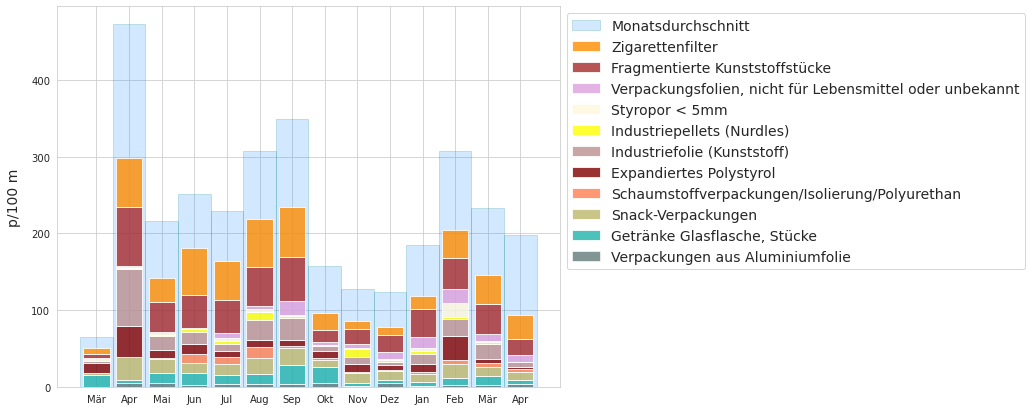 p/100 m
400
300
200
100
0
Mär Apr Mai Jun Jul Aug Sep Okt Nov Dez Jan Feb Mär Apr
Monatsdurchschnitt
Zigarettenfilter
Fragmentierte Kunststoffstücke
Verpackungsfolien, nicht für Lebensmittel oder unbekannt
Styropor < 5mm
Industriepellets (Nurdles)
Industriefolie (Kunststoff)
Expandiertes Polystyrol
Schaumstoffverpackungen/Isolierung/Polyurethan
Snack-Verpackungen
Getränke Glasflasche, Stücke
Verpackungen aus Aluminiumfolie